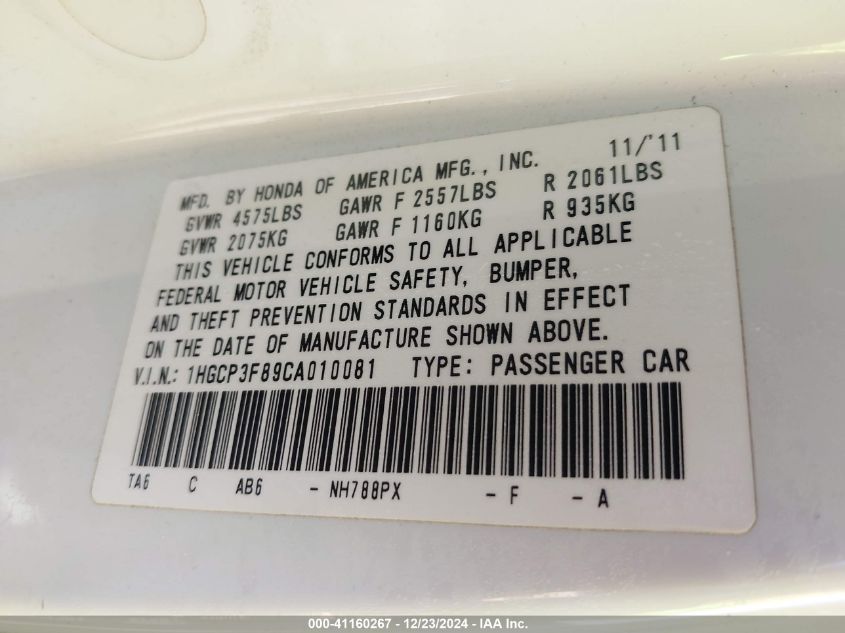 MFD. BY HONDA OF AMERICA MFG., INC. 11/'11
GVWR 4575LBS GAWR F 2557LBS R 2061LBS
GVWR 2075KG GAWR F 1160KG R 935KG
THIS VEHICLE CONFORMS TO ALL APPLICABLE
FEDERAL MOTOR VEHICLE SAFETY, BUMPER,
AND THEFT PREVENTION STANDARDS IN EFFECT
ON THE DATE OF MANUFACTURE SHOWN ABOVE.
V.I.N.: 1HGCP3F89CA010081 TYPE: PASSENGER CAR
TA6 C AB6 - NH788PX - F - A
000-41160267 - 12/23/2024 - IAA Inc.